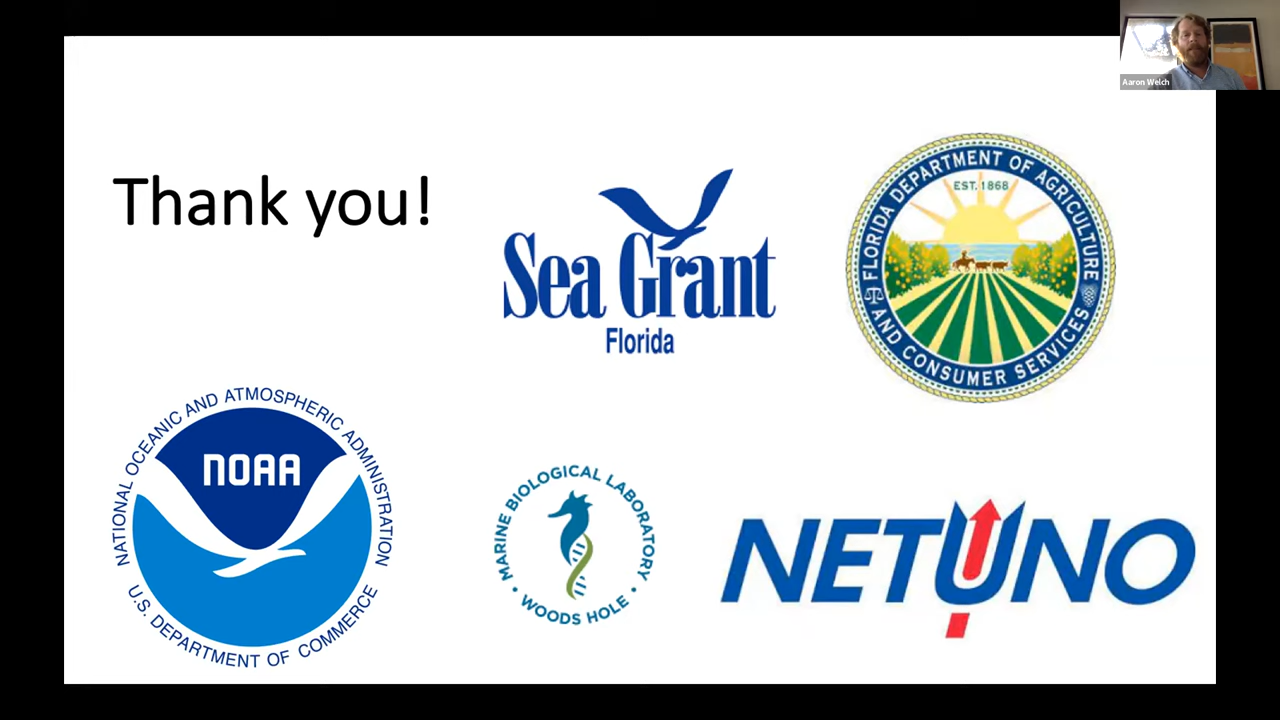 Aaron Welch
Thank you!
Sea Grant
Florida
FLORIDA DEPARTMENT OF AGRICULTURE
AND CONSUMER SERVICES
EST. 1868
NATIONAL OCEANIC AND ATMOSPHERIC ADMINISTRATION
U.S. DEPARTMENT OF COMMERCE
NOAA
MARINE BIOLOGICAL LABORATORY
• WOODS HOLE •
NETUNO